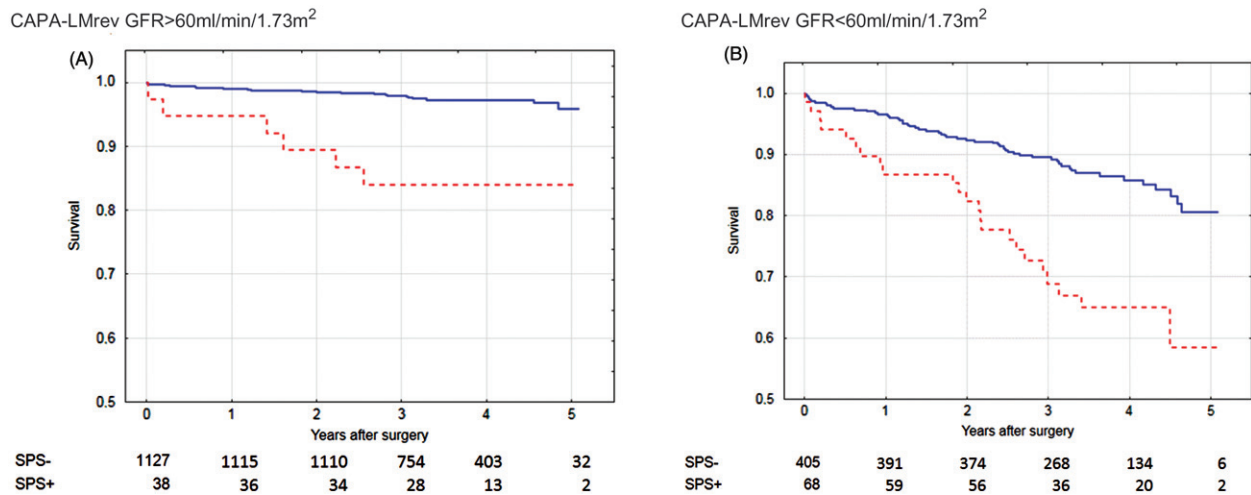 CAPA-LMrev GFR>60ml/min/1.73m²
(A)
1.0
0.9
0.8
0.7
0.6
0.5
Survival
0 1 2 3 4 5
Years after surgery
SPS- 1127 1115 1110 754 403 32
SPS+ 38 36 34 28 13 2
CAPA-LMrev GFR<60ml/min/1.73m²
(B)
1.0
0.9
0.8
0.7
0.6
0.5
Survival
0 1 2 3 4 5
Years after surgery
SPS- 405 391 374 268 134 6
SPS+ 68 59 56 36 20 2